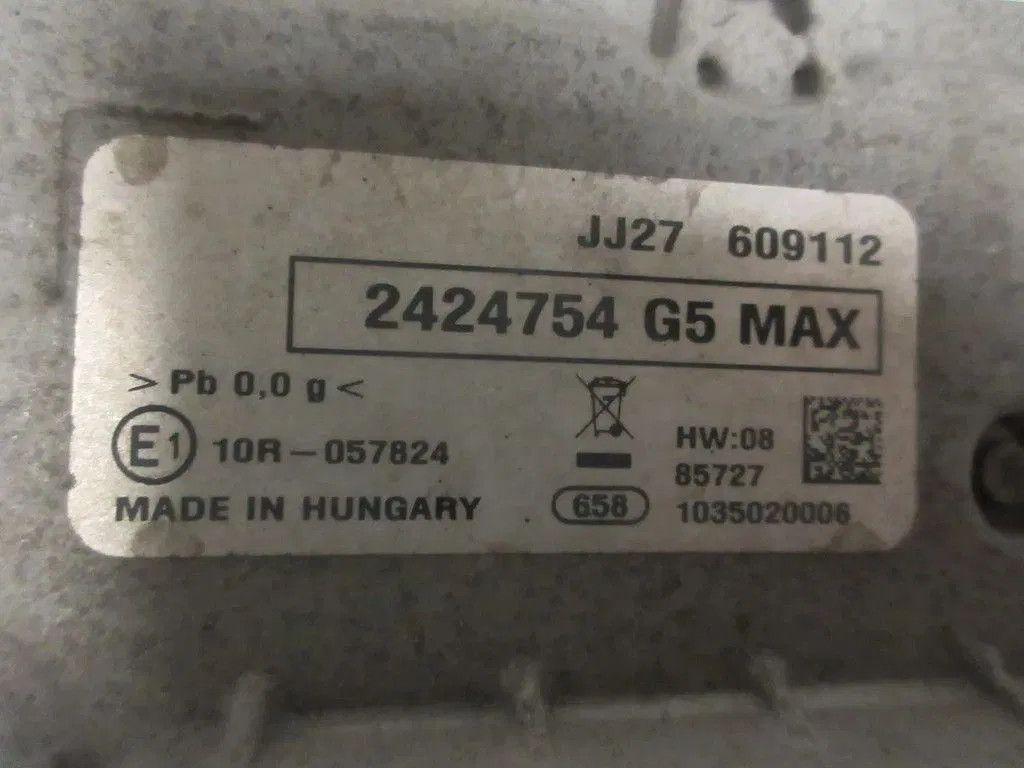 JJ27 609112
2424754 G5 MAX
>Pb 0,0 g<
E1 10R-057824
HW:08
85727
MADE IN HUNGARY
658
1035020006